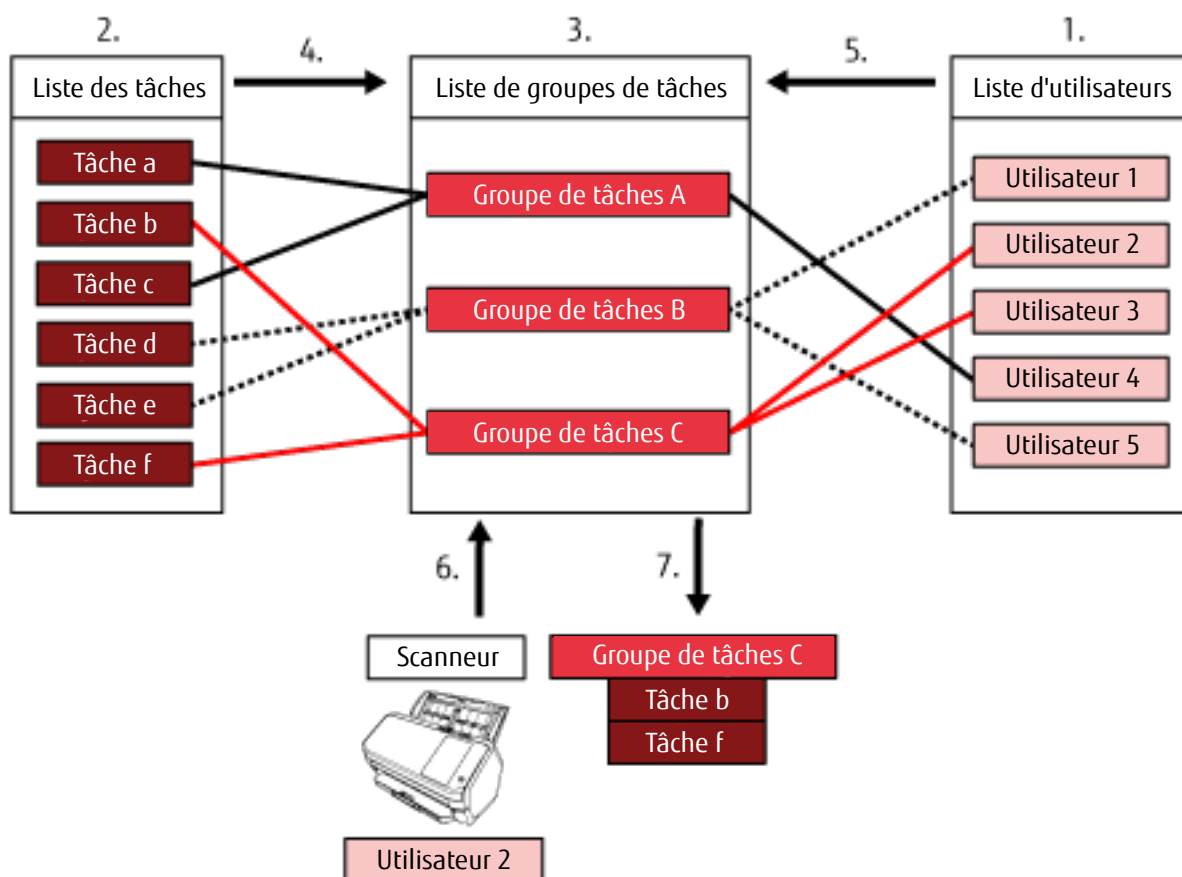 2.
4.
3.
5.
1.
Liste des tâches
Liste de groupes de tâches
Liste d'utilisateurs
Tâche a
Tâche b
Tâche c
Tâche d
Tâche e
Tâche f
Groupe de tâches A
Groupe de tâches B
Groupe de tâches C
Utilisateur 1
Utilisateur 2
Utilisateur 3
Utilisateur 4
Utilisateur 5
6.
7.
Scanneur
Groupe de tâches C
Tâche b
Tâche f
Utilisateur 2